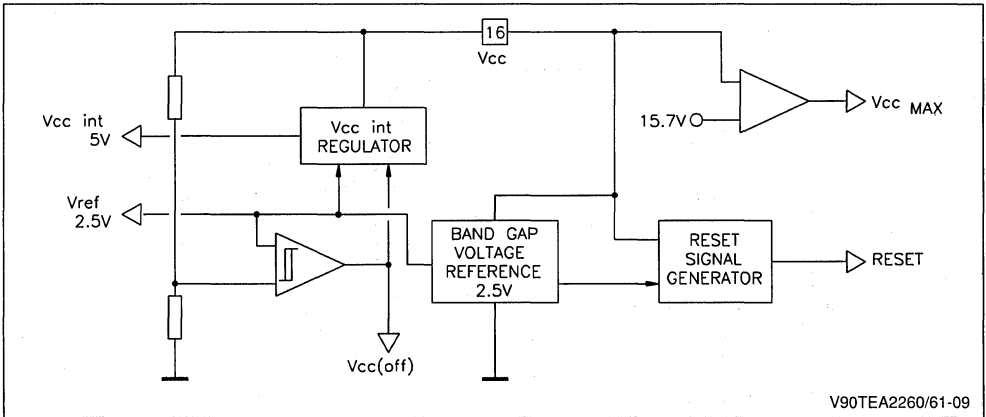 16
Vcc
Vcc MAX
15.7V
Vcc int
5V
Vcc int
REGULATOR
Vref
2.5V
BAND GAP
VOLTAGE
REFERENCE
2.5V
RESET
SIGNAL
GENERATOR
RESET
Vcc(off)
V90TEA2260/61-09